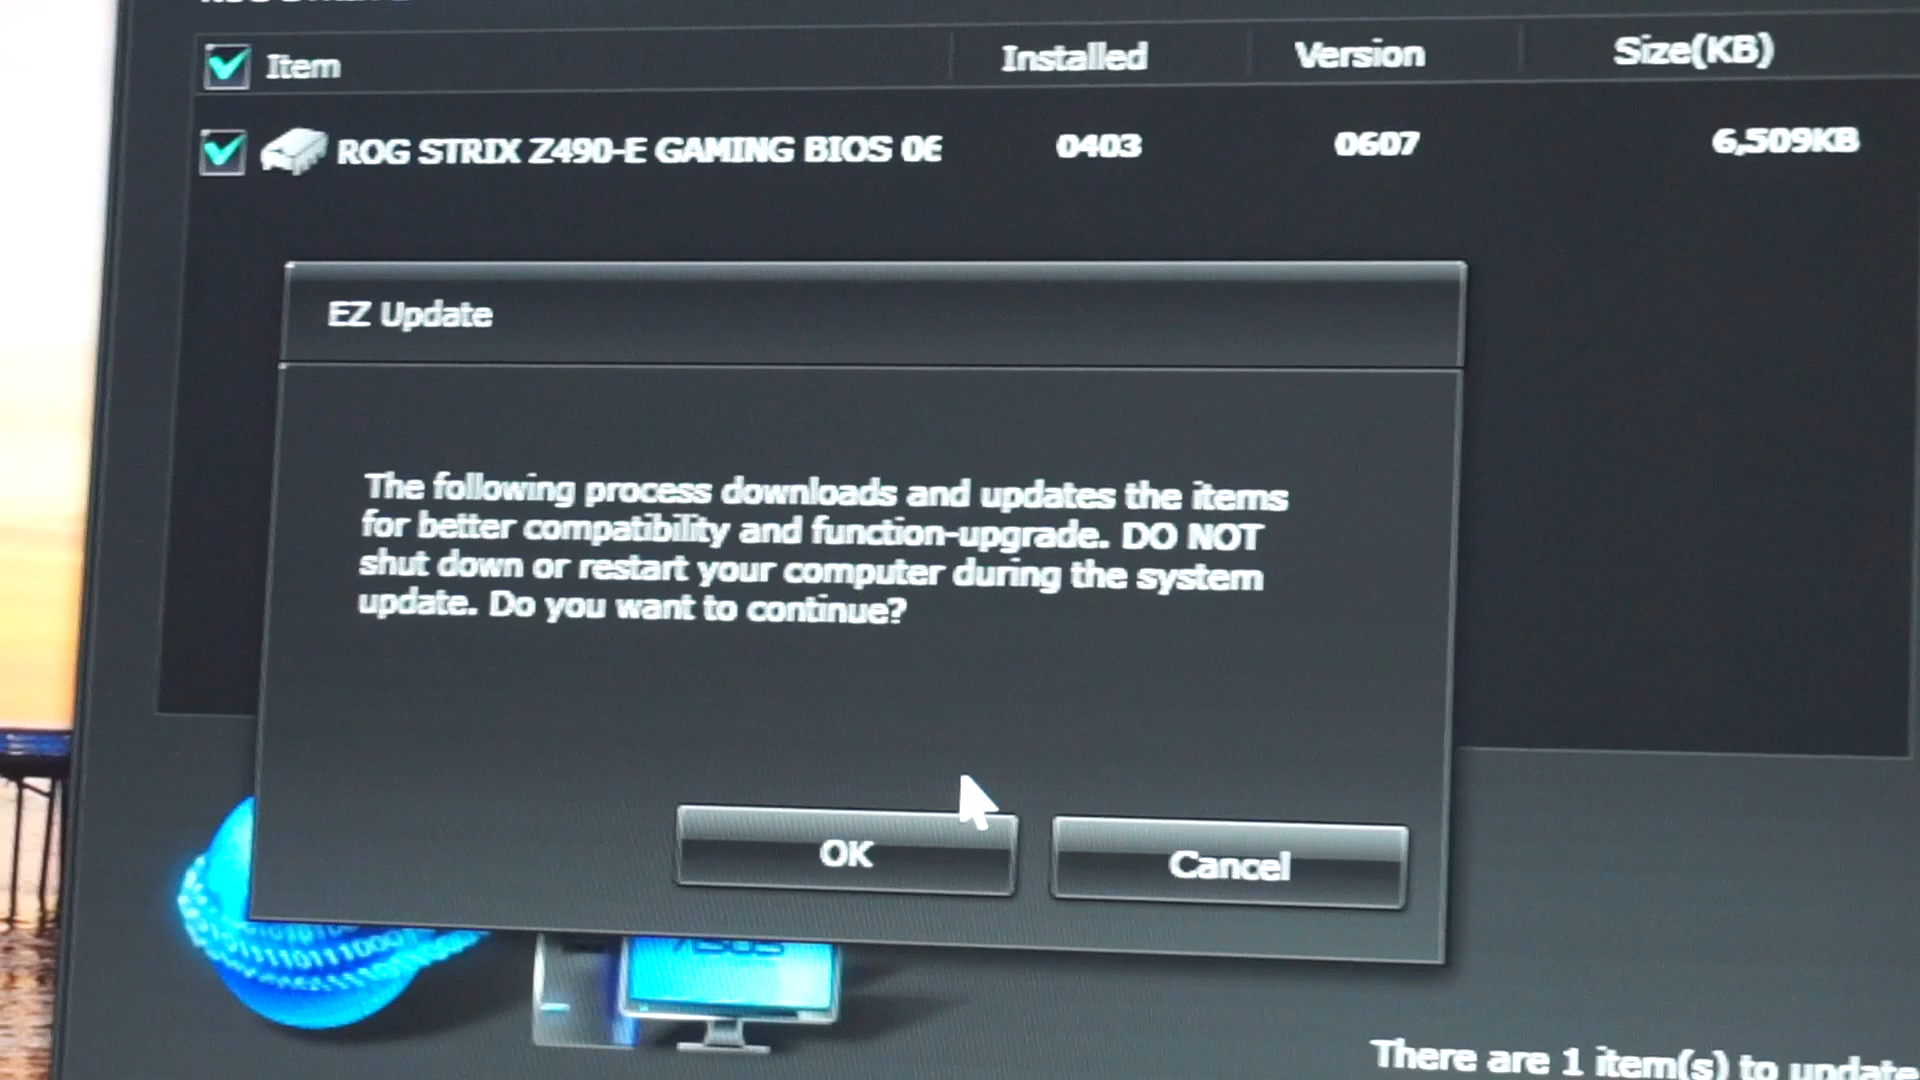 Item Installed Version Size(KB)
ROG STRIX Z490-E GAMING BIOS 0403 0607 6,509KB
EZ Update
The following process downloads and updates the items
for better compatibility and function-upgrade. DO NOT
shut down or restart your computer during the system
update. Do you want to continue?
OK Cancel
There are 1 item(s) to update